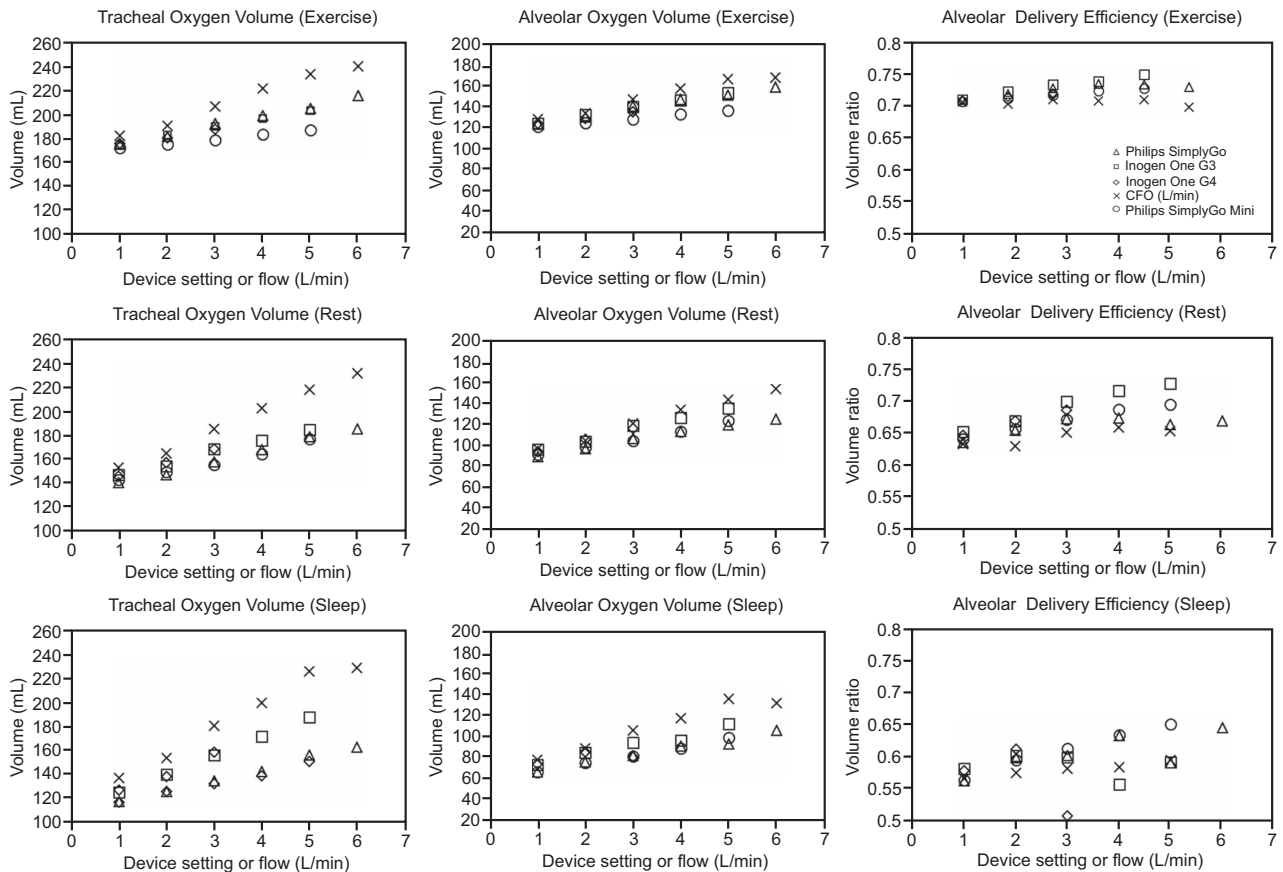 Tracheal Oxygen Volume (Exercise)
Volume (mL)
260
240
220
200
180
160
140
120
100
0 1 2 3 4 5 6 7
Device setting or flow (L/min)
Alveolar Oxygen Volume (Exercise)
Volume (mL)
200
180
160
140
120
100
80
60
40
20
0 1 2 3 4 5 6 7
Device setting or flow (L/min)
Alveolar Delivery Efficiency (Exercise)
Volume ratio
0.8
0.75
0.7
0.65
0.6
0.55
0.5
Philips SimplyGo
Inogen One G3
Inogen One G4
CFO (L/min)
Philips SimplyGo Mini
0 1 2 3 4 5 6 7
Device setting or flow (L/min)
Tracheal Oxygen Volume (Rest)
Volume (mL)
260
240
220
200
180
160
140
120
100
0 1 2 3 4 5 6 7
Device setting or flow (L/min)
Alveolar Oxygen Volume (Rest)
Volume (mL)
200
180
160
140
120
100
80
60
40
20
0 1 2 3 4 5 6 7
Device setting or flow (L/min)
Alveolar Delivery Efficiency (Rest)
Volume ratio
0.8
0.75
0.7
0.65
0.6
0.55
0.5
0 1 2 3 4 5 6 7
Device setting or flow (L/min)
Tracheal Oxygen Volume (Sleep)
Volume (mL)
260
240
220
200
180
160
140
120
100
0 1 2 3 4 5 6 7
Device setting or flow (L/min)
Alveolar Oxygen Volume (Sleep)
Volume (mL)
200
180
160
140
120
100
80
60
40
20
0 1 2 3 4 5 6 7
Device setting or flow (L/min)
Alveolar Delivery Efficiency (Sleep)
Volume ratio
0.8
0.75
0.7
0.65
0.6
0.55
0.5
0 1 2 3 4 5 6 7
Device setting or flow (L/min)